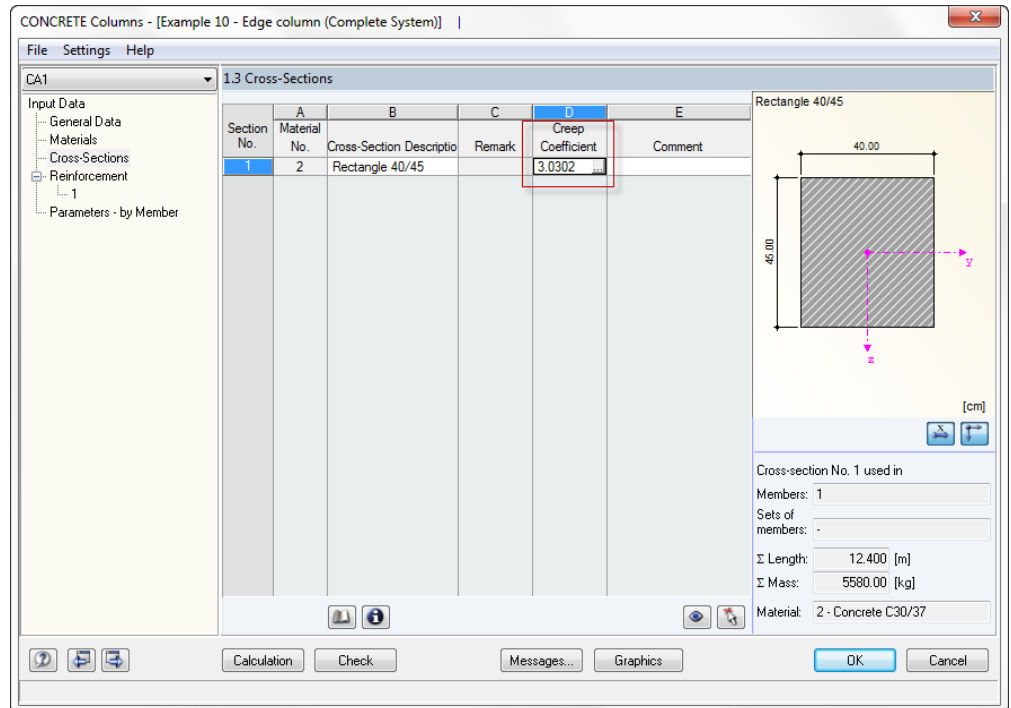 CONCRETE Columns - [Example 10 - Edge column (Complete System)] |
x
File Settings Help
CA1
1.3 Cross-Sections
Input Data
General Data
Materials
Cross-Sections
Reinforcement
1
Parameters - by Member
A B C D E
Section No. Material No. Cross-Section Descriptio Remark Creep Coefficient Comment
1 2 Rectangle 40/45 3.0302 ...
Rectangle 40/45
40.00
45.00
y
z
[cm]
x
Cross-section No. 1 used in
Members: 1
Sets of
members: -
Σ Length: 12.400 [m]
Σ Mass: 5580.00 [kg]
Material: 2 - Concrete C30/37
Calculation Check Messages... Graphics OK Cancel